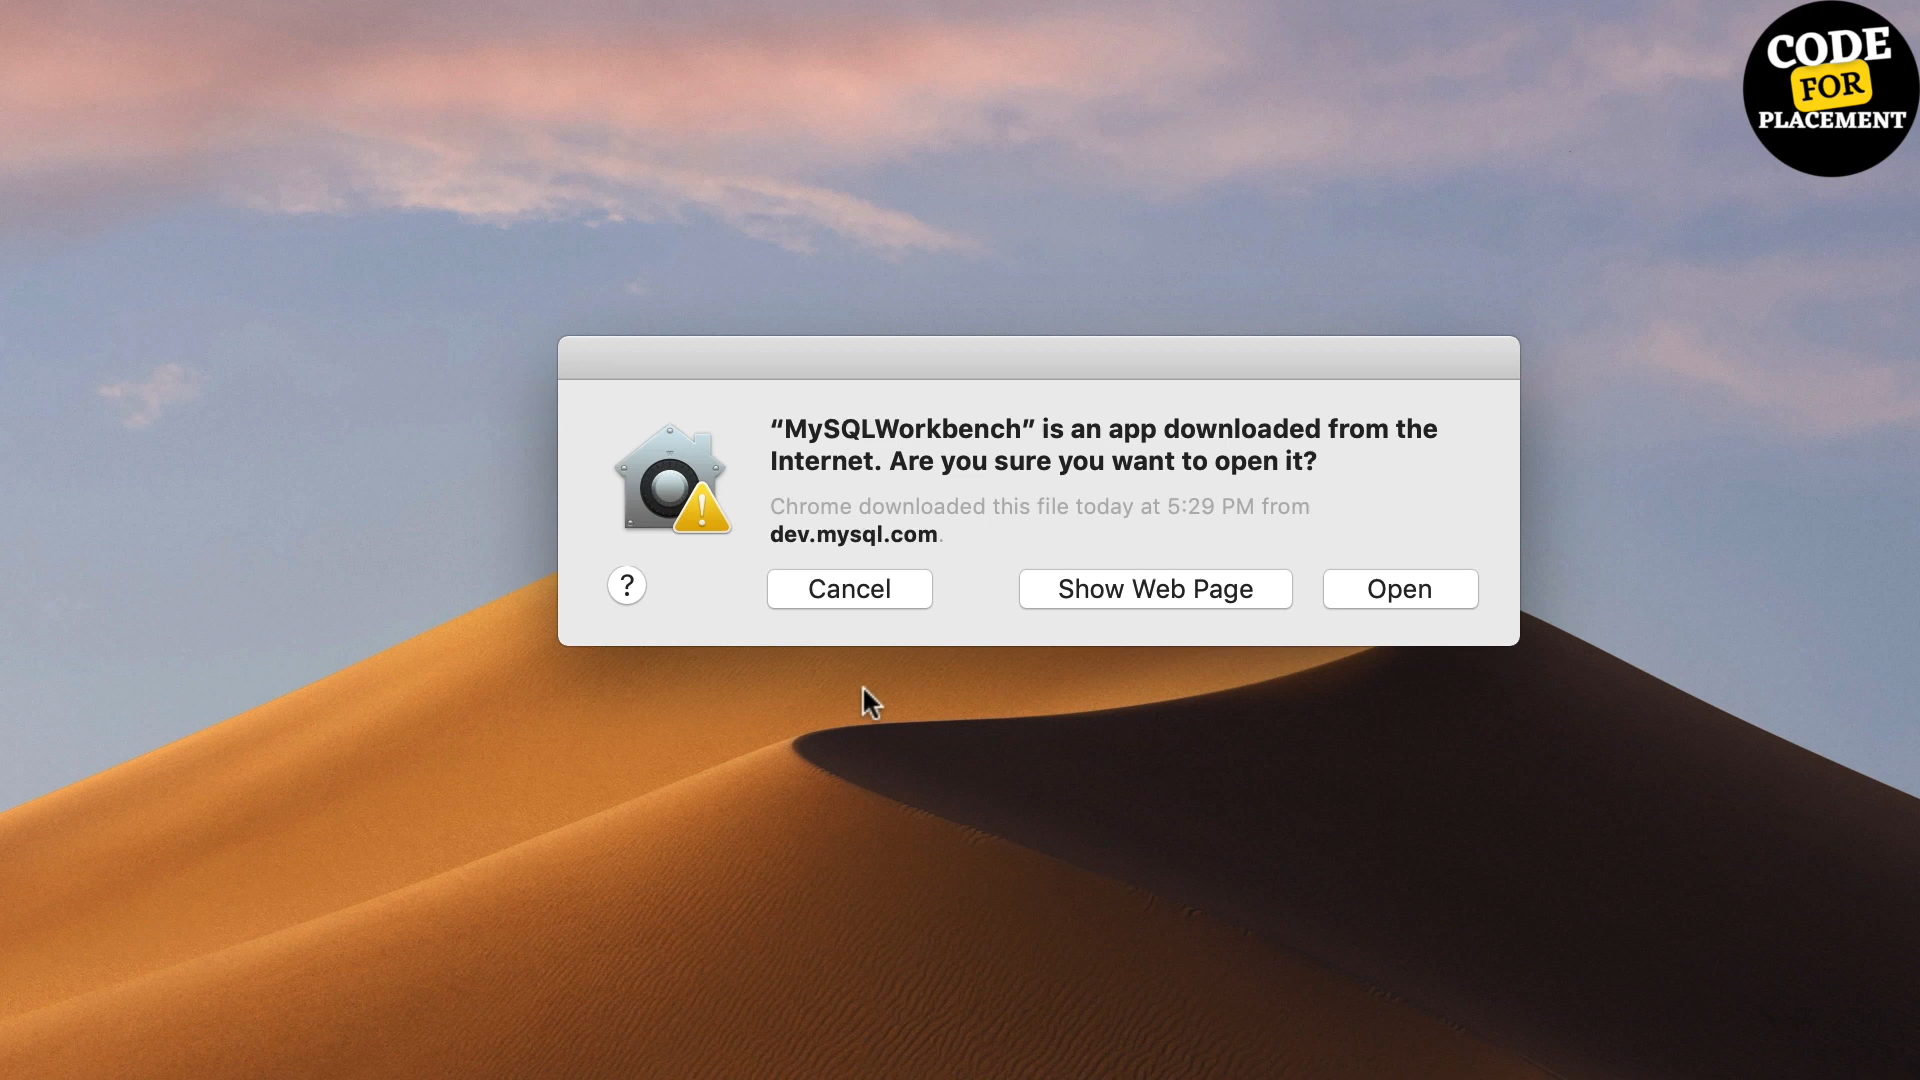 CODE
FOR
PLACEMENT
“MySQLWorkbench” is an app downloaded from the
Internet. Are you sure you want to open it?
Chrome downloaded this file today at 5:29 PM from
dev.mysql.com.
?
Cancel
Show Web Page
Open